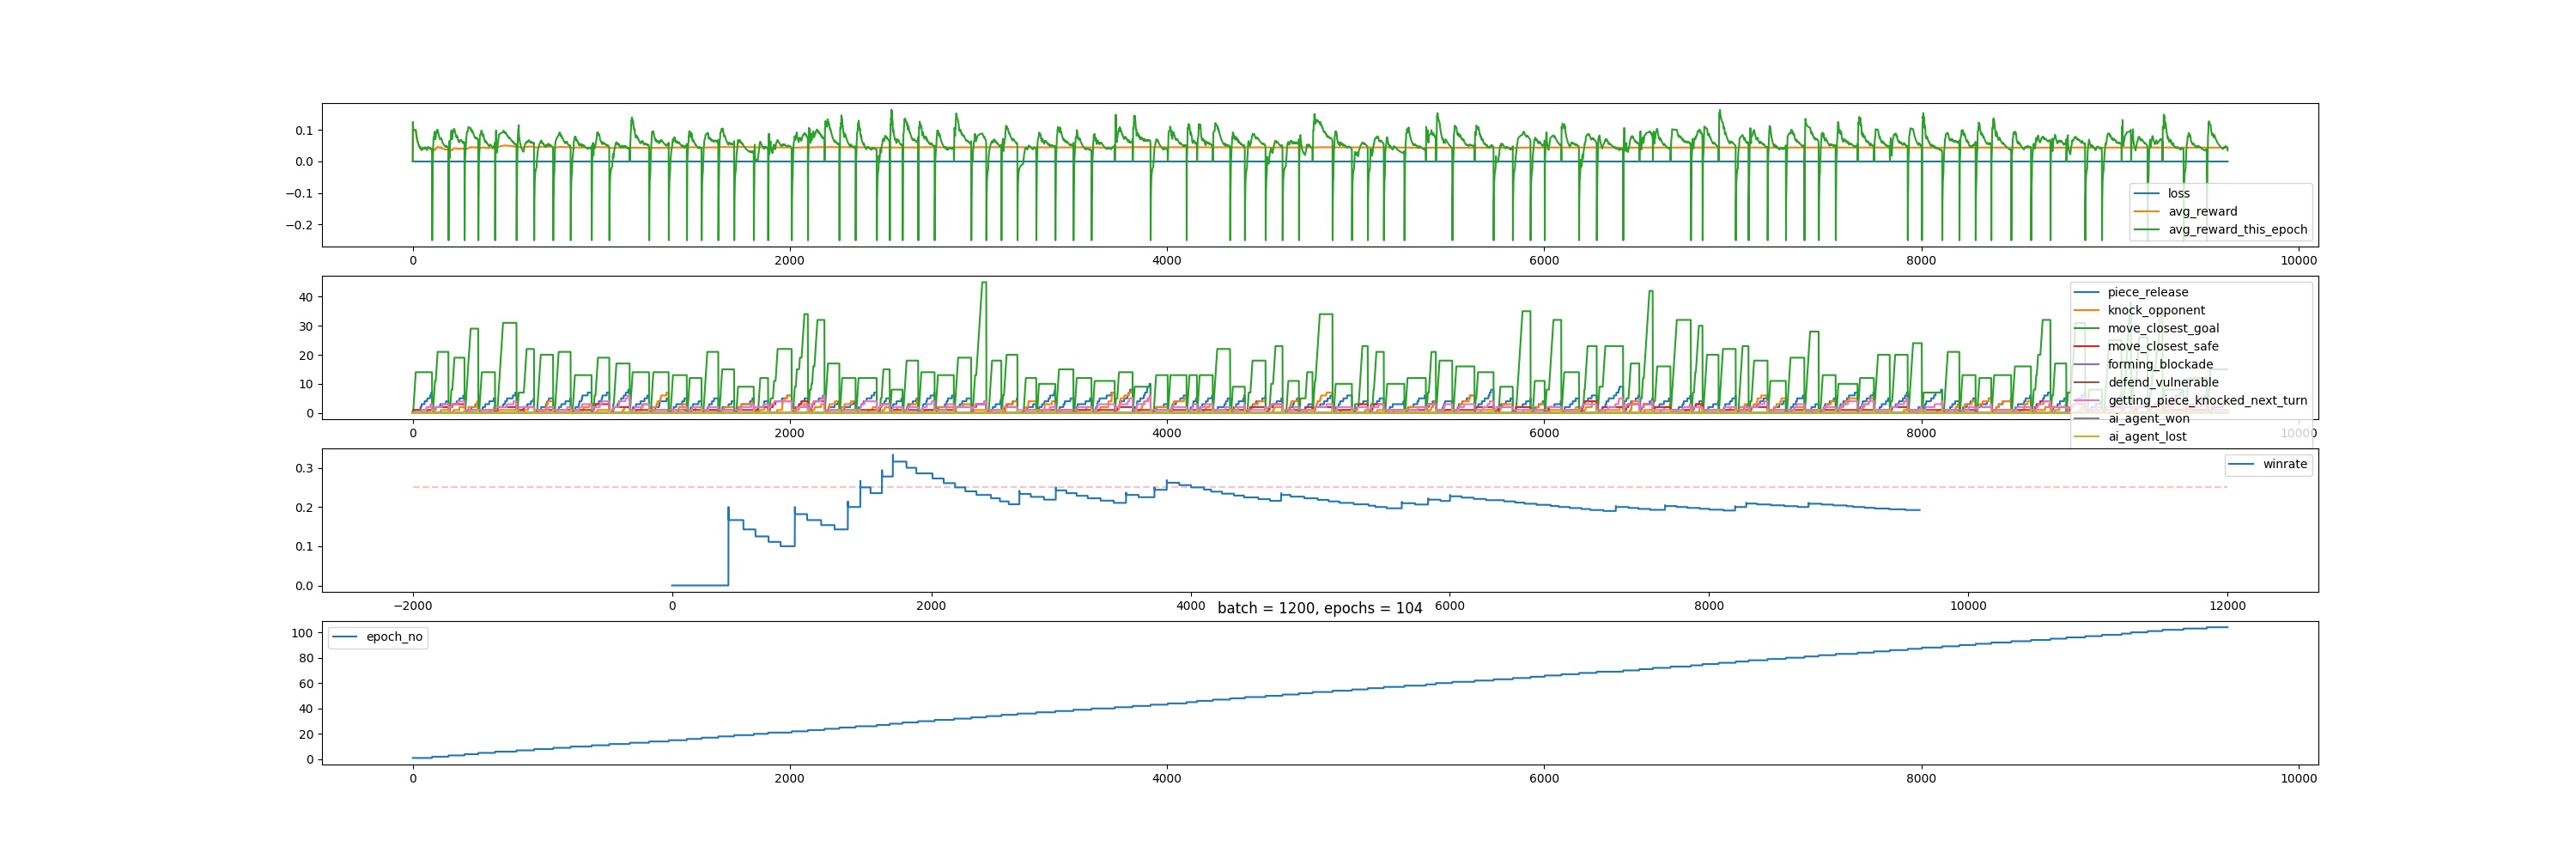 0.1
0.0
−0.1
−0.2
loss
avg_reward
avg_reward_this_epoch
0 2000 4000 6000 8000 10000
40
30
20
10
0
piece_release
knock_opponent
move_closest_goal
move_closest_safe
forming_blockade
defend_vulnerable
getting_piece_knocked_next_turn
ai_agent_won
ai_agent_lost
0 2000 4000 6000 8000 10000
0.3
0.2
0.1
0.0
winrate
−2000 0 2000 4000 6000 8000 10000 12000
batch = 1200, epochs = 104
100
80
60
40
20
0
epoch_no
0 2000 4000 6000 8000 10000